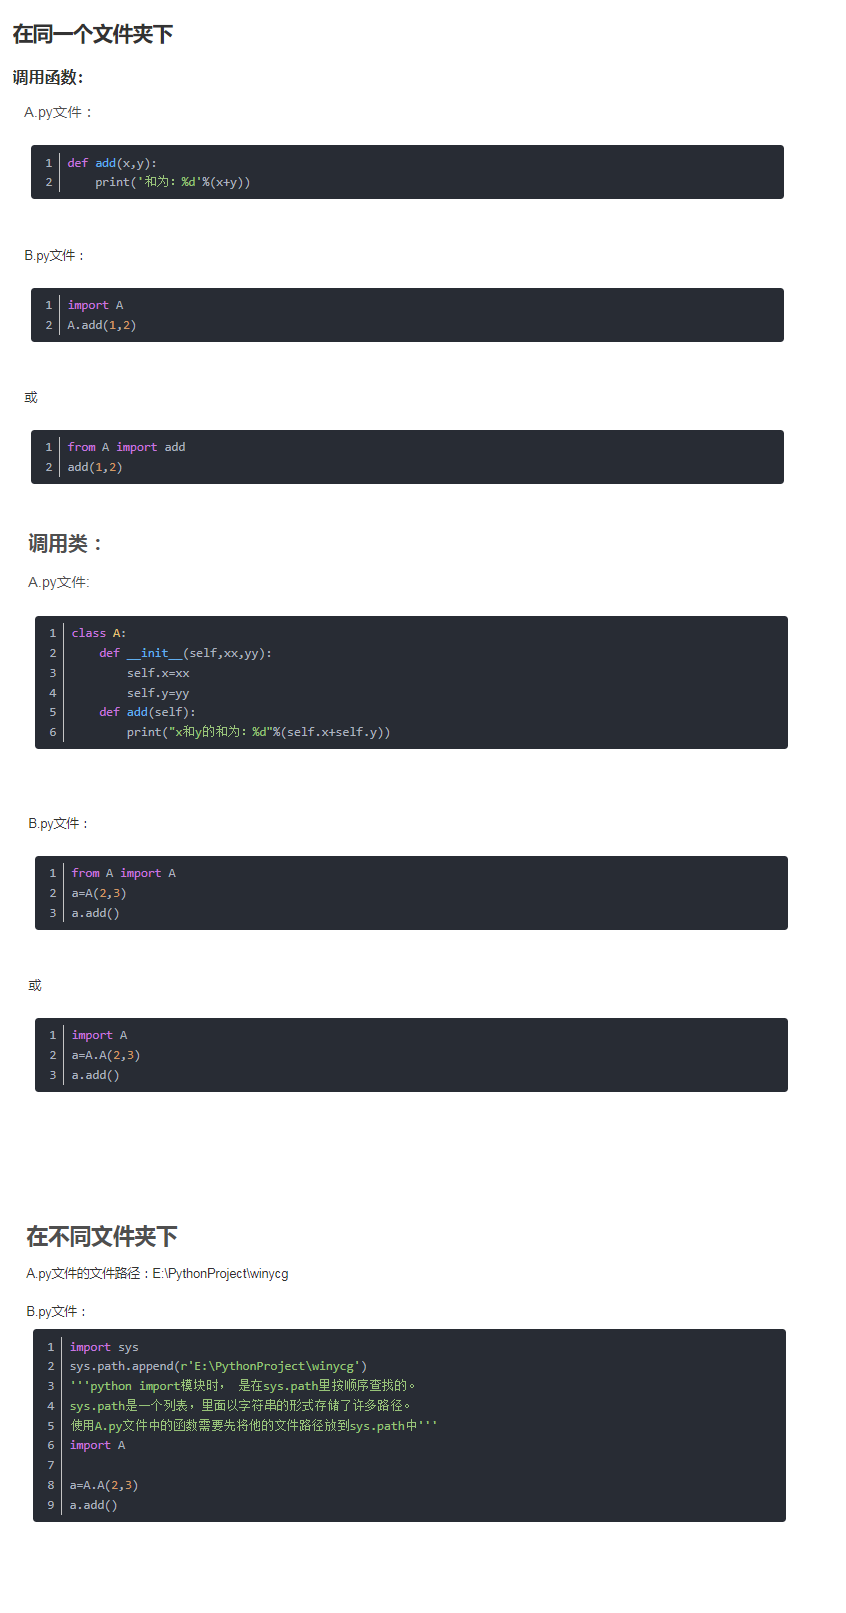 在同一个文件夹下
调用函数：
A.py文件：
1 def add(x,y):
2     print('和为：%d'%(x+y))
B.py文件：
1 import A
2 A.add(1,2)
或
1 from A import add
2 add(1,2)
调用类：
A.py文件:
1 class A:
2     def __init__(self,xx,yy):
3         self.x=xx
4         self.y=yy
5     def add(self):
6         print("x和y的和为：%d"%(self.x+self.y))
B.py文件：
1 from A import A
2 a=A(2,3)
3 a.add()
或
1 import A
2 a=A.A(2,3)
3 a.add()
在不同文件夹下
A.py文件的文件路径：E:\PythonProject\winycg
B.py文件：
1 import sys
2 sys.path.append(r'E:\PythonProject\winycg')
3 '''python import模块时， 是在sys.path里按顺序查找的。
4 sys.path是一个列表，里面以字符串的形式存储了许多路径。
5 使用A.py文件中的函数需要先将他的文件路径放到sys.path中'''
6 import A
7
8 a=A.A(2,3)
9 a.add()